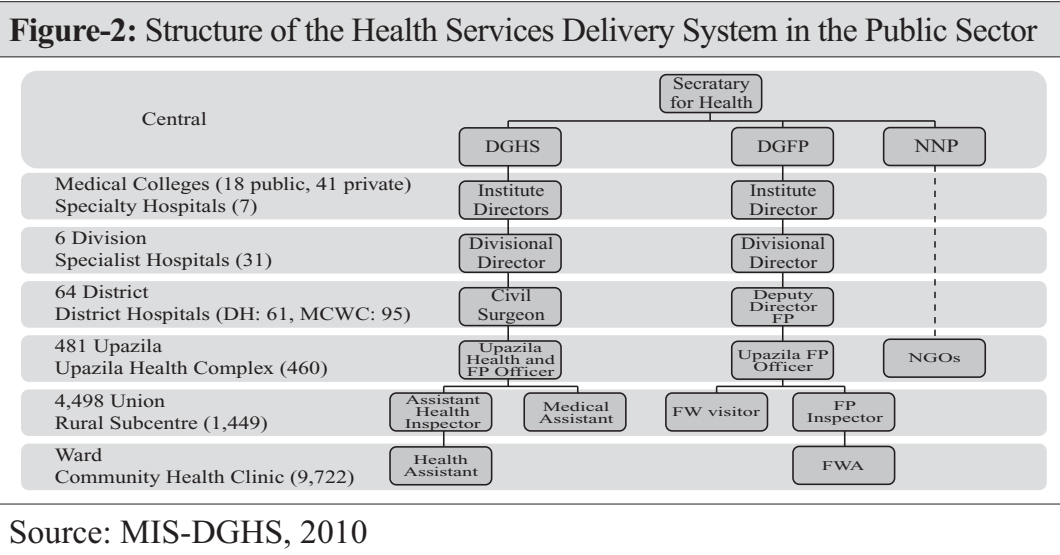 Figure-2: Structure of the Health Services Delivery System in the Public Sector
Central
Secratary
for Health
DGHS
DGFP
NNP
Medical Colleges (18 public, 41 private)
Specialty Hospitals (7)
Institute
Directors
Institute
Director
6 Division
Specialist Hospitals (31)
Divisional
Director
Divisional
Director
64 District
District Hospitals (DH: 61, MCWC: 95)
Civil
Surgeon
Deputy
Director
FP
481 Upazila
Upazila Health Complex (460)
Upazila
Health and
FP Officer
Upazila FP
Officer
NGOs
4,498 Union
Rural Subcentre (1,449)
Assistant
Health
Inspector
Medical
Assistant
FW visitor
FP
Inspector
Ward
Community Health Clinic (9,722)
Health
Assistant
FWA
Source: MIS-DGHS, 2010